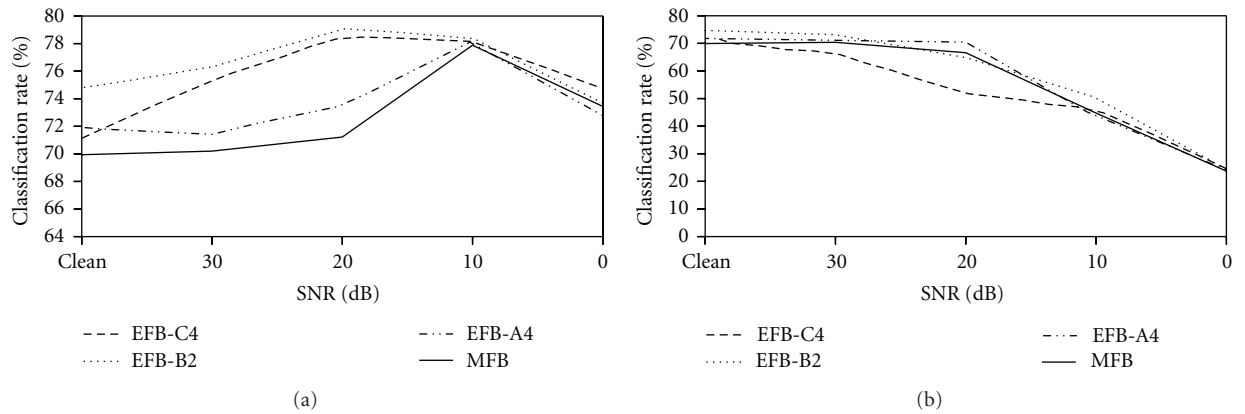 Classification rate (%)
80
78
76
74
72
70
68
66
64
Clean 30 20 10 0
SNR (dB)
EFB-C4
EFB-B2
EFB-A4
MFB
(a)
Classification rate (%)
80
70
60
50
40
30
20
10
0
Clean 30 20 10 0
SNR (dB)
EFB-C4
EFB-B2
EFB-A4
MFB
(b)